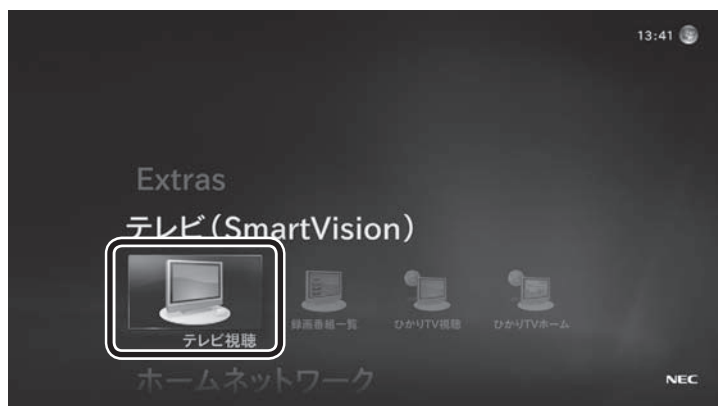 13:41
Extras
テレビ(SmartVision)
テレビ視聴
録画番組一覧
ひかりTV視聴
ひかりTVホーム
ホームネットワーク
NEC